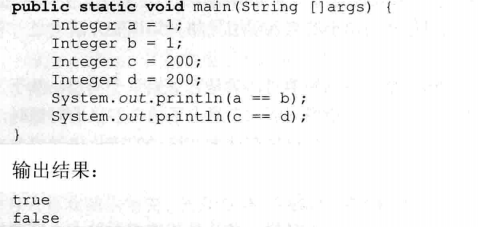 public static void main(String []args) {
    Integer a = 1;
    Integer b = 1;
    Integer c = 200;
    Integer d = 200;
    System.out.println(a == b);
    System.out.println(c == d);
}
输出结果：
true
false